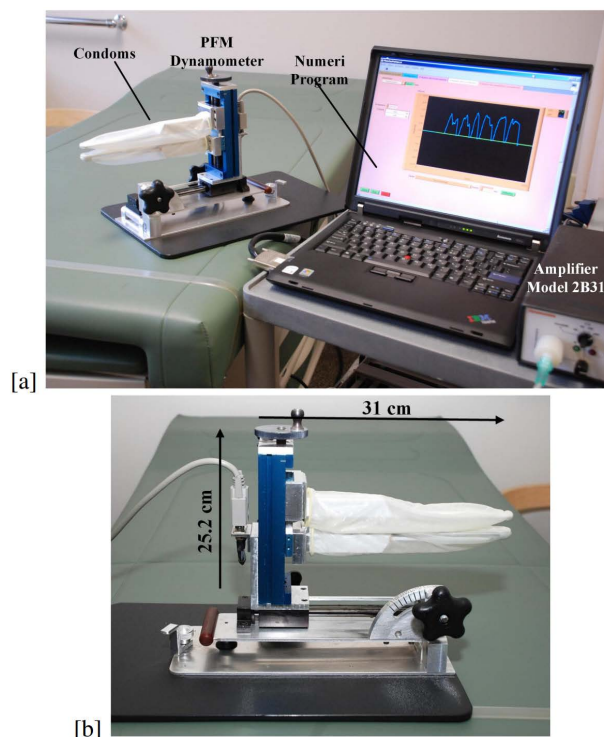 PFM
Condoms
Dynamometer
Numeri
Program
Amplifier
Model 2B31
[a]
31 cm
25.2 cm
[b]